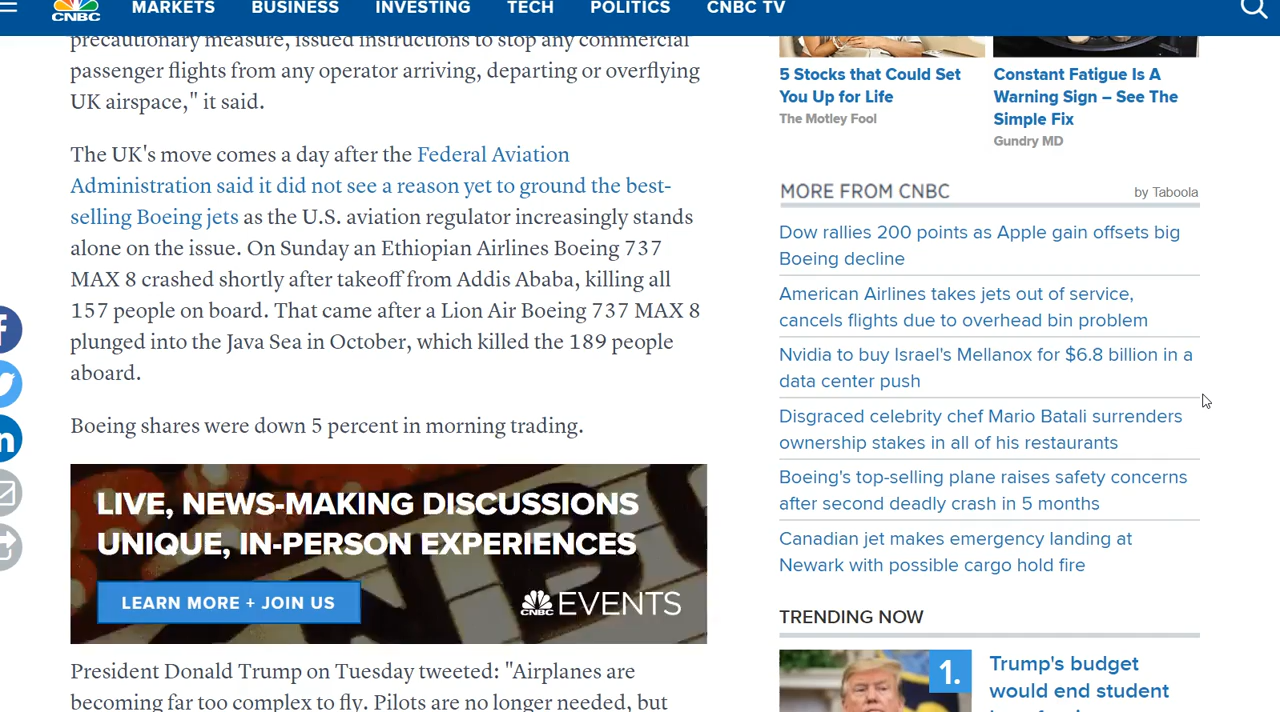 CNBC
MARKETS BUSINESS INVESTING TECH POLITICS CNBC TV
precautionary measure, issued instructions to stop any commercial
passenger flights from any operator arriving, departing or overflying
UK airspace," it said.
The UK's move comes a day after the Federal Aviation
Administration said it did not see a reason yet to ground the best-
selling Boeing jets as the U.S. aviation regulator increasingly stands
alone on the issue. On Sunday an Ethiopian Airlines Boeing 737
MAX 8 crashed shortly after takeoff from Addis Ababa, killing all
157 people on board. That came after a Lion Air Boeing 737 MAX 8
plunged into the Java Sea in October, which killed the 189 people
aboard.
Boeing shares were down 5 percent in morning trading.
LIVE, NEWS-MAKING DISCUSSIONS
UNIQUE, IN-PERSON EXPERIENCES
LEARN MORE + JOIN US
CNBC EVENTS
President Donald Trump on Tuesday tweeted: "Airplanes are
becoming far too complex to fly. Pilots are no longer needed, but
5 Stocks that Could Set
You Up for Life
The Motley Fool
Constant Fatigue Is A
Warning Sign – See The
Simple Fix
Gundry MD
MORE FROM CNBC
by Taboola
Dow rallies 200 points as Apple gain offsets big
Boeing decline
American Airlines takes jets out of service,
cancels flights due to overhead bin problem
Nvidia to buy Israel's Mellanox for $6.8 billion in a
data center push
Disgraced celebrity chef Mario Batali surrenders
ownership stakes in all of his restaurants
Boeing's top-selling plane raises safety concerns
after second deadly crash in 5 months
Canadian jet makes emergency landing at
Newark with possible cargo hold fire
TRENDING NOW
1.
Trump's budget
would end student